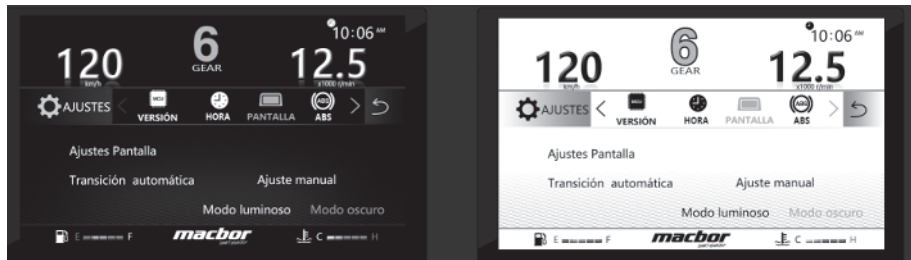 10:06 AM
120
km/h
6
GEAR
12.5
x1000 r/min
AJUSTES
MCU
VERSIÓN
HORA
PANTALLA
ABS
ABS
Ajustes Pantalla
Transición automática Ajuste manual
Modo luminoso Modo oscuro
E F
macbor
C H
10:06 AM
120
km/h
6
GEAR
12.5
x1000 r/min
AJUSTES
MCU
VERSIÓN
HORA
PANTALLA
ABS
ABS
Ajustes Pantalla
Transición automática Ajuste manual
Modo luminoso Modo oscuro
E F
macbor
C H